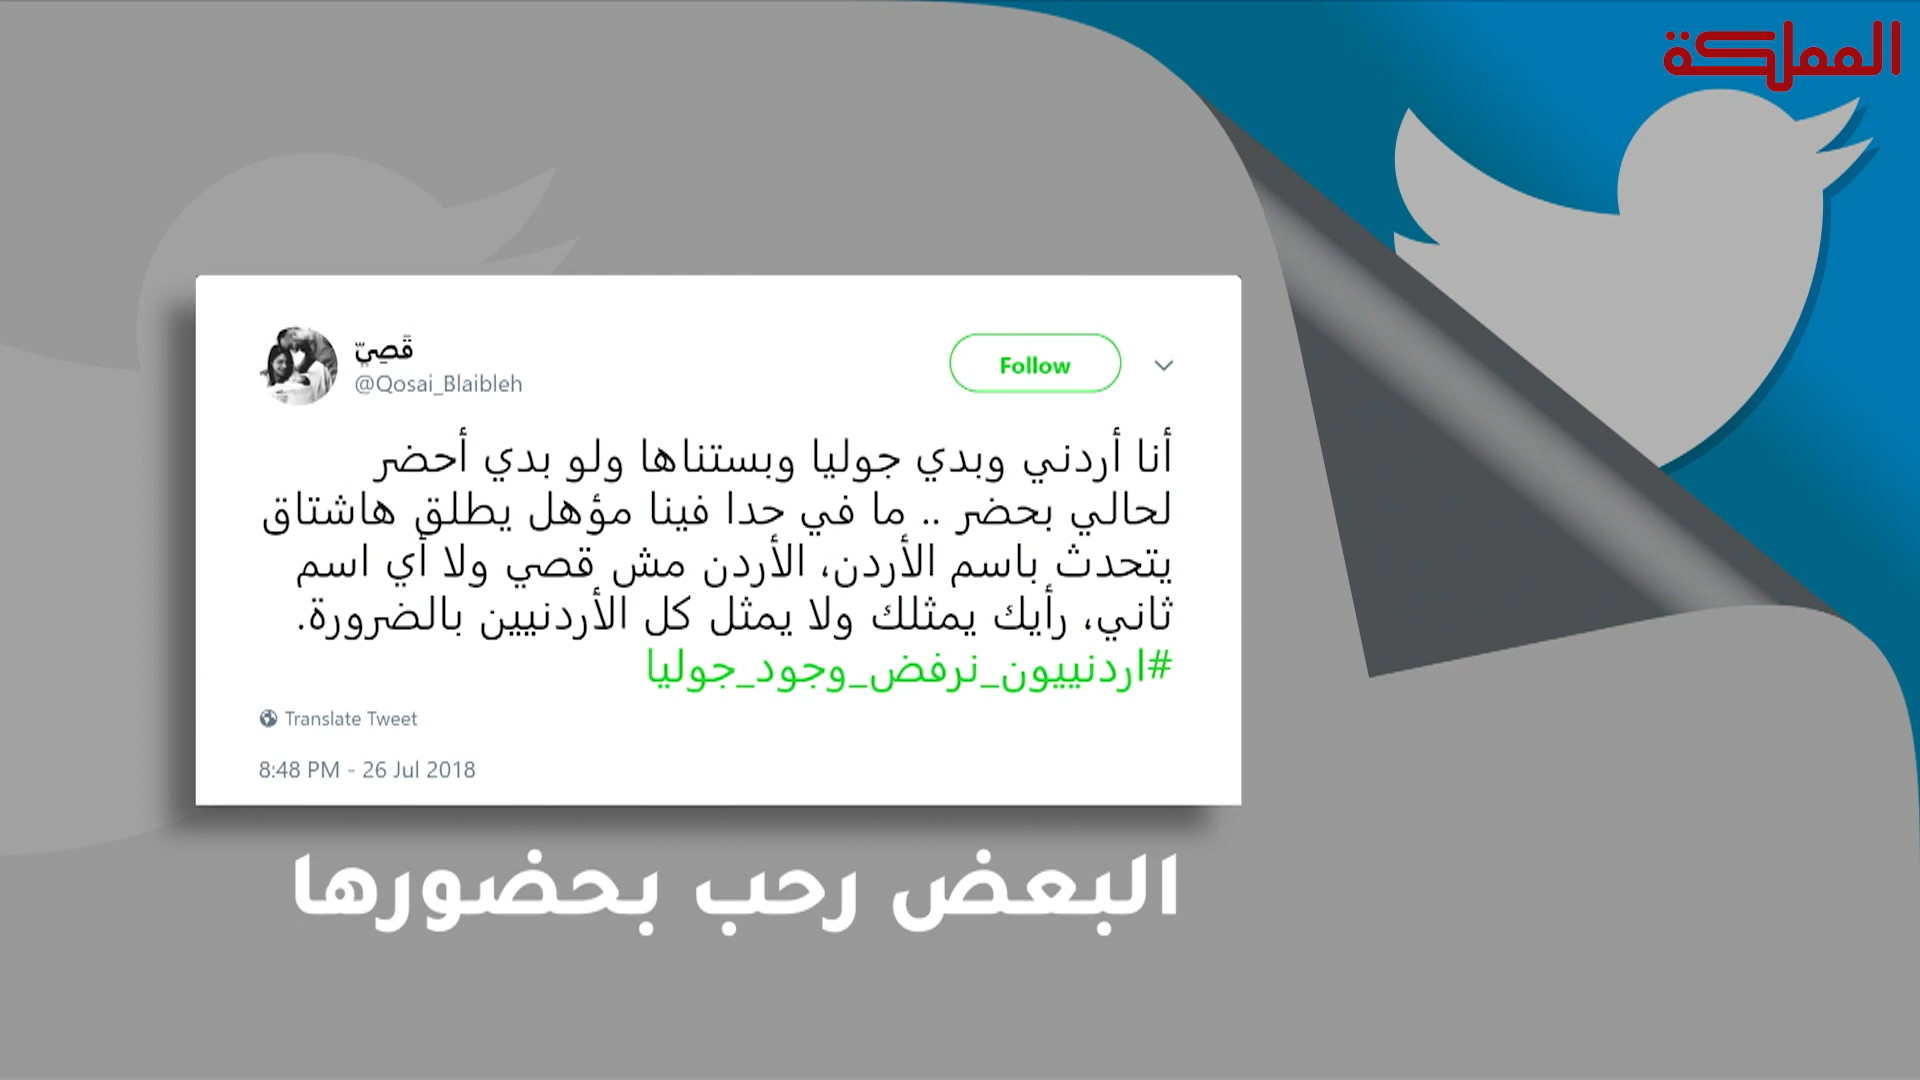 المملكة
قَصِيّ
@Qosai_Blaibleh
Follow
أنا أردني وبدي جوليا وبستناها ولو بدي أحضر
لحالي بحضر .. ما في حدا فينا مؤهل يطلق هاشتاق
يتحدث باسم الأردن، الأردن مش قصي ولا أي اسم
ثاني، رأيك يمثلك ولا يمثل كل الأردنيين بالضرورة.
#اردنييون_نرفض_وجود_جوليا
Translate Tweet
8:48 PM - 26 Jul 2018
البعض رحب بحضورها